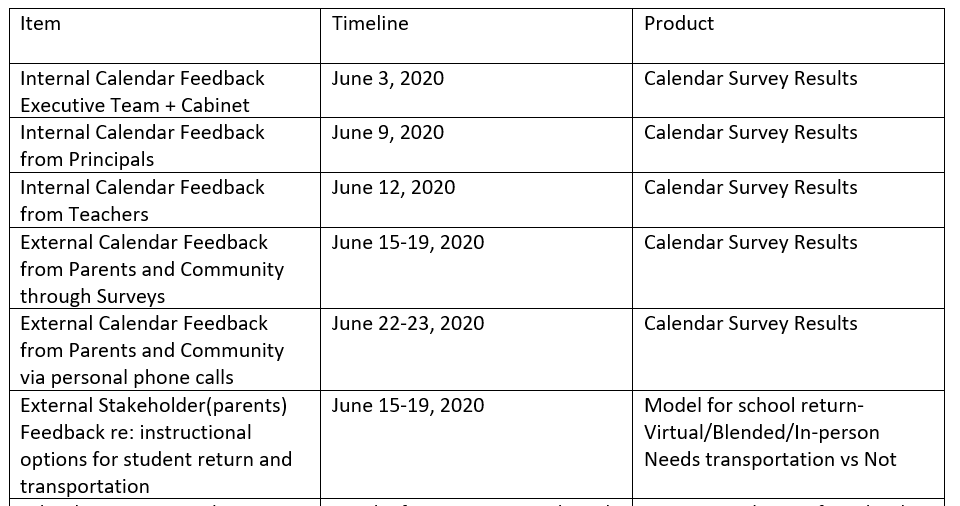 Item
Timeline
Product
Internal Calendar Feedback
Executive Team + Cabinet
June 3, 2020
Calendar Survey Results
Internal Calendar Feedback
from Principals
June 9, 2020
Calendar Survey Results
Internal Calendar Feedback
from Teachers
June 12, 2020
Calendar Survey Results
External Calendar Feedback
from Parents and Community
through Surveys
June 15-19, 2020
Calendar Survey Results
External Calendar Feedback
from Parents and Community
via personal phone calls
June 22-23, 2020
Calendar Survey Results
External Stakeholder(parents)
Feedback re: instructional
options for student return and
transportation
June 15-19, 2020
Model for school return-
Virtual/Blended/In-person
Needs transportation vs Not